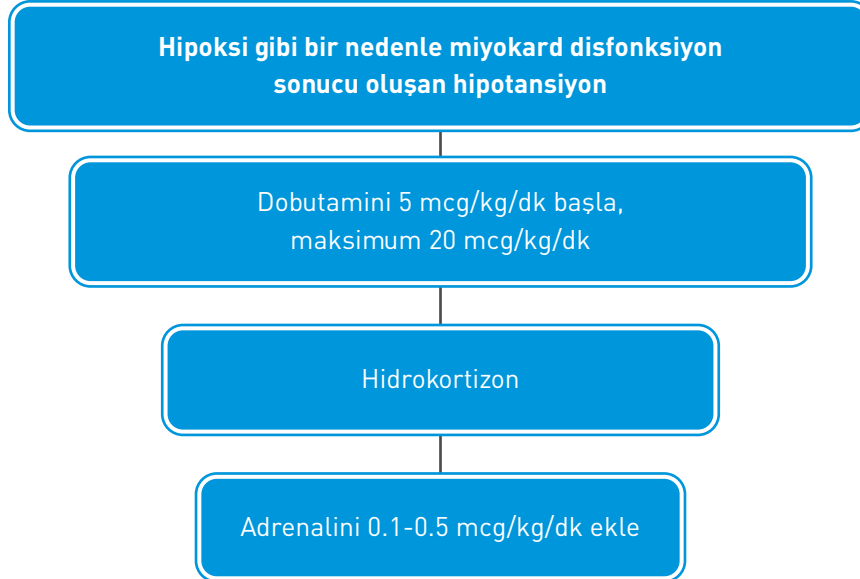 Hipoksi gibi bir nedenle miyokard disfonksiyon
sonucu oluşan hipotansiyon
Dobutamini 5 mcg/kg/dk başla,
maksimum 20 mcg/kg/dk
Hidrokortizon
Adrenalini 0.1-0.5 mcg/kg/dk ekle